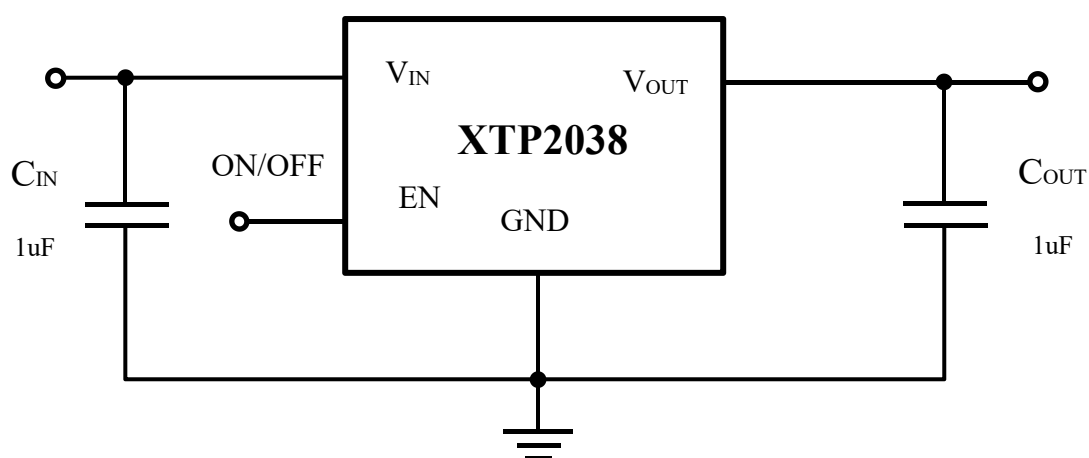 VIN
VOUT
XTP2038
CIN
ON/OFF
COUT
EN
GND
1uF
1uF